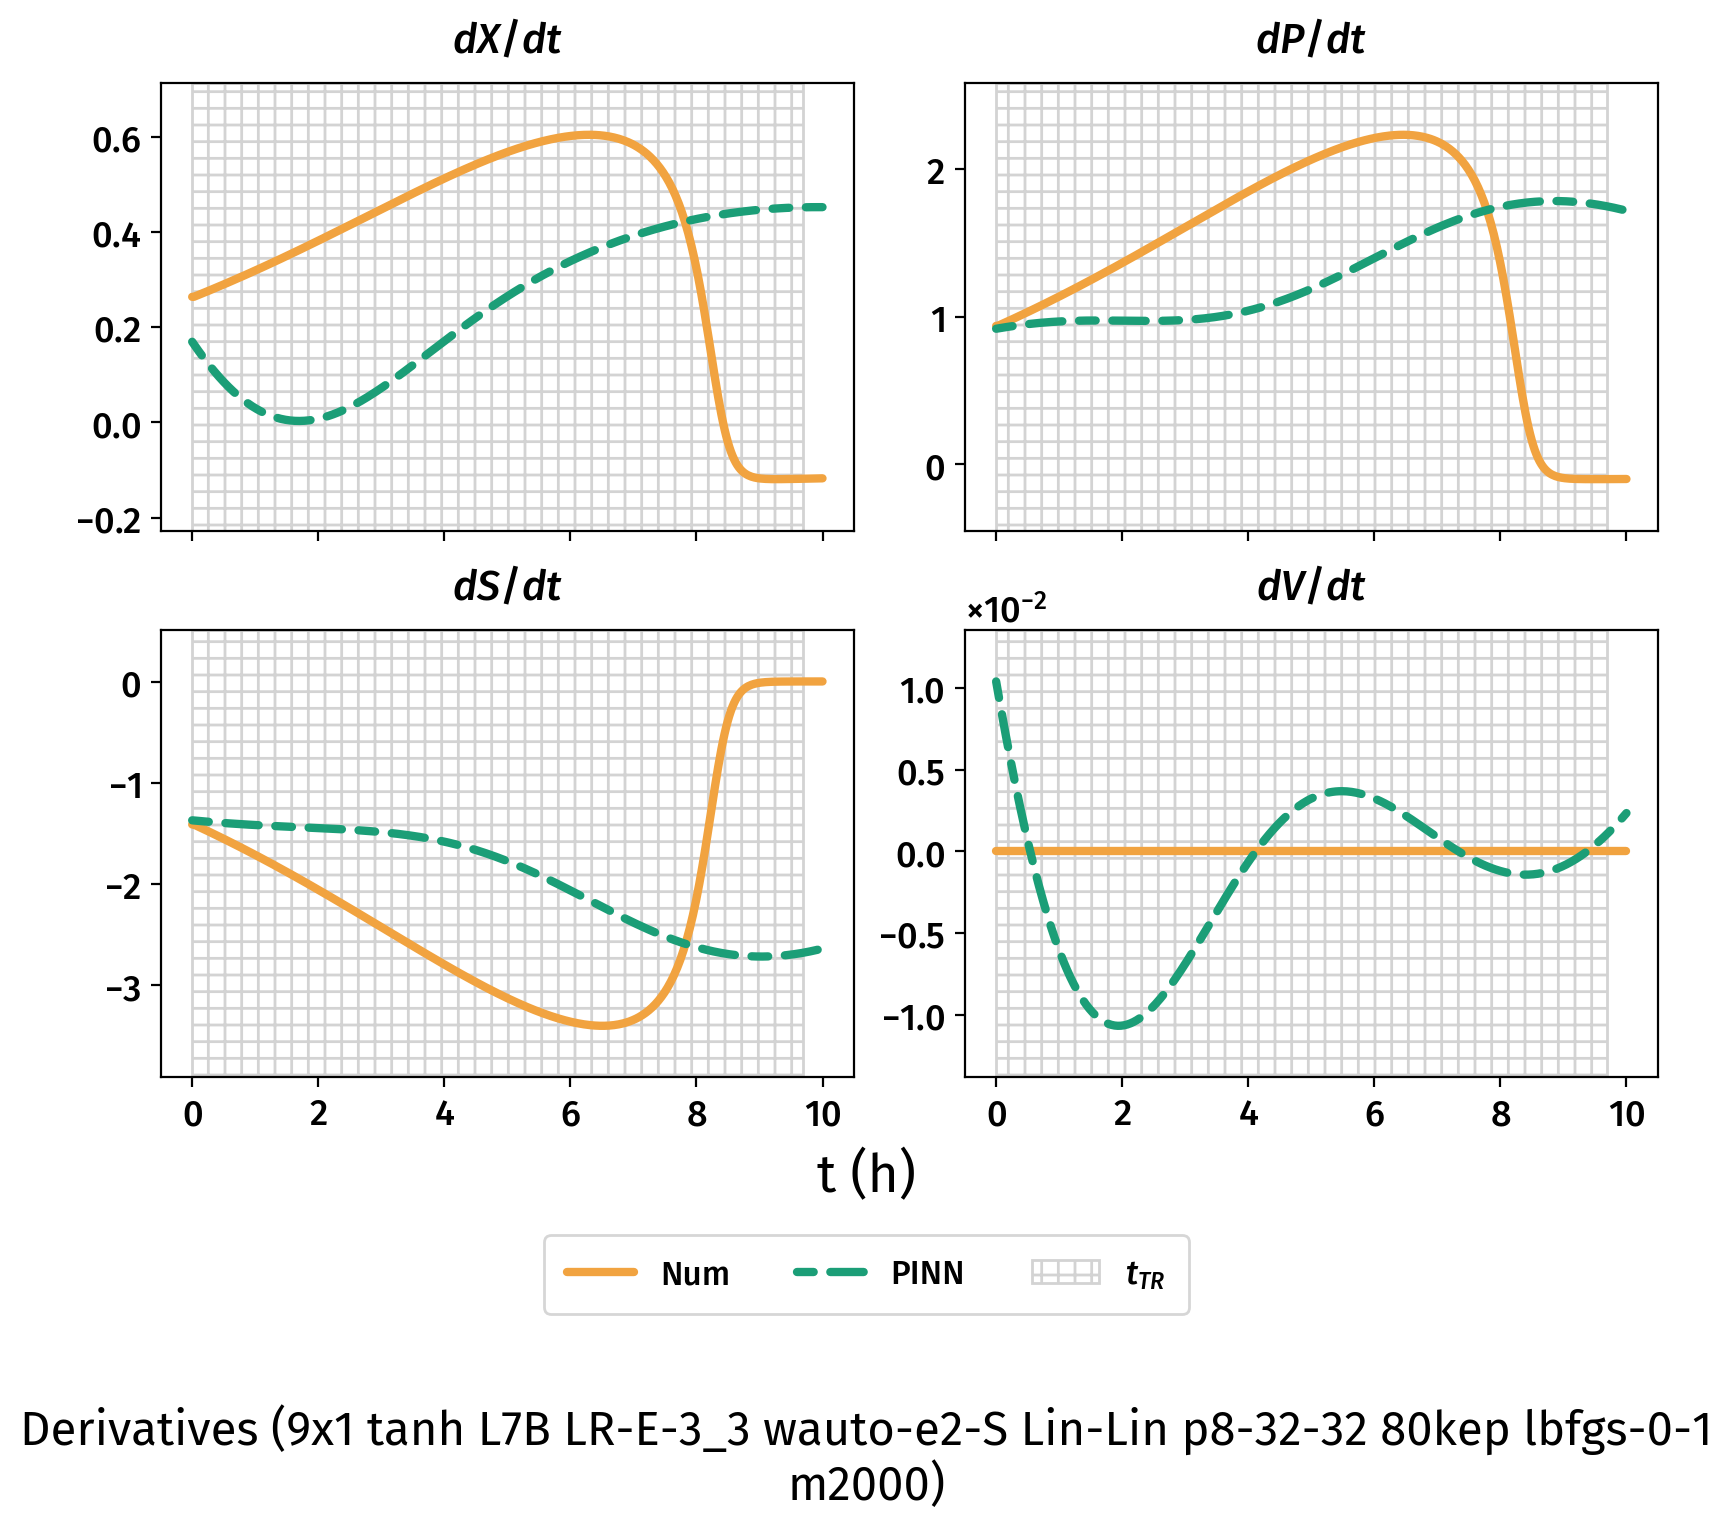 dX/dt
dP/dt
0.6
0.4
0.2
0.0
−0.2
2
1
0
dS/dt
dV/dt
×10⁻²
0
−1
−2
−3
1.0
0.5
0.0
−0.5
−1.0
0 2 4 6 8 10
0 2 4 6 8 10
t (h)
Num PINN t_TR
Derivatives (9x1 tanh L7B LR-E-3_3 wauto-e2-S Lin-Lin p8-32-32 80kep lbfgs-0-1
m2000)